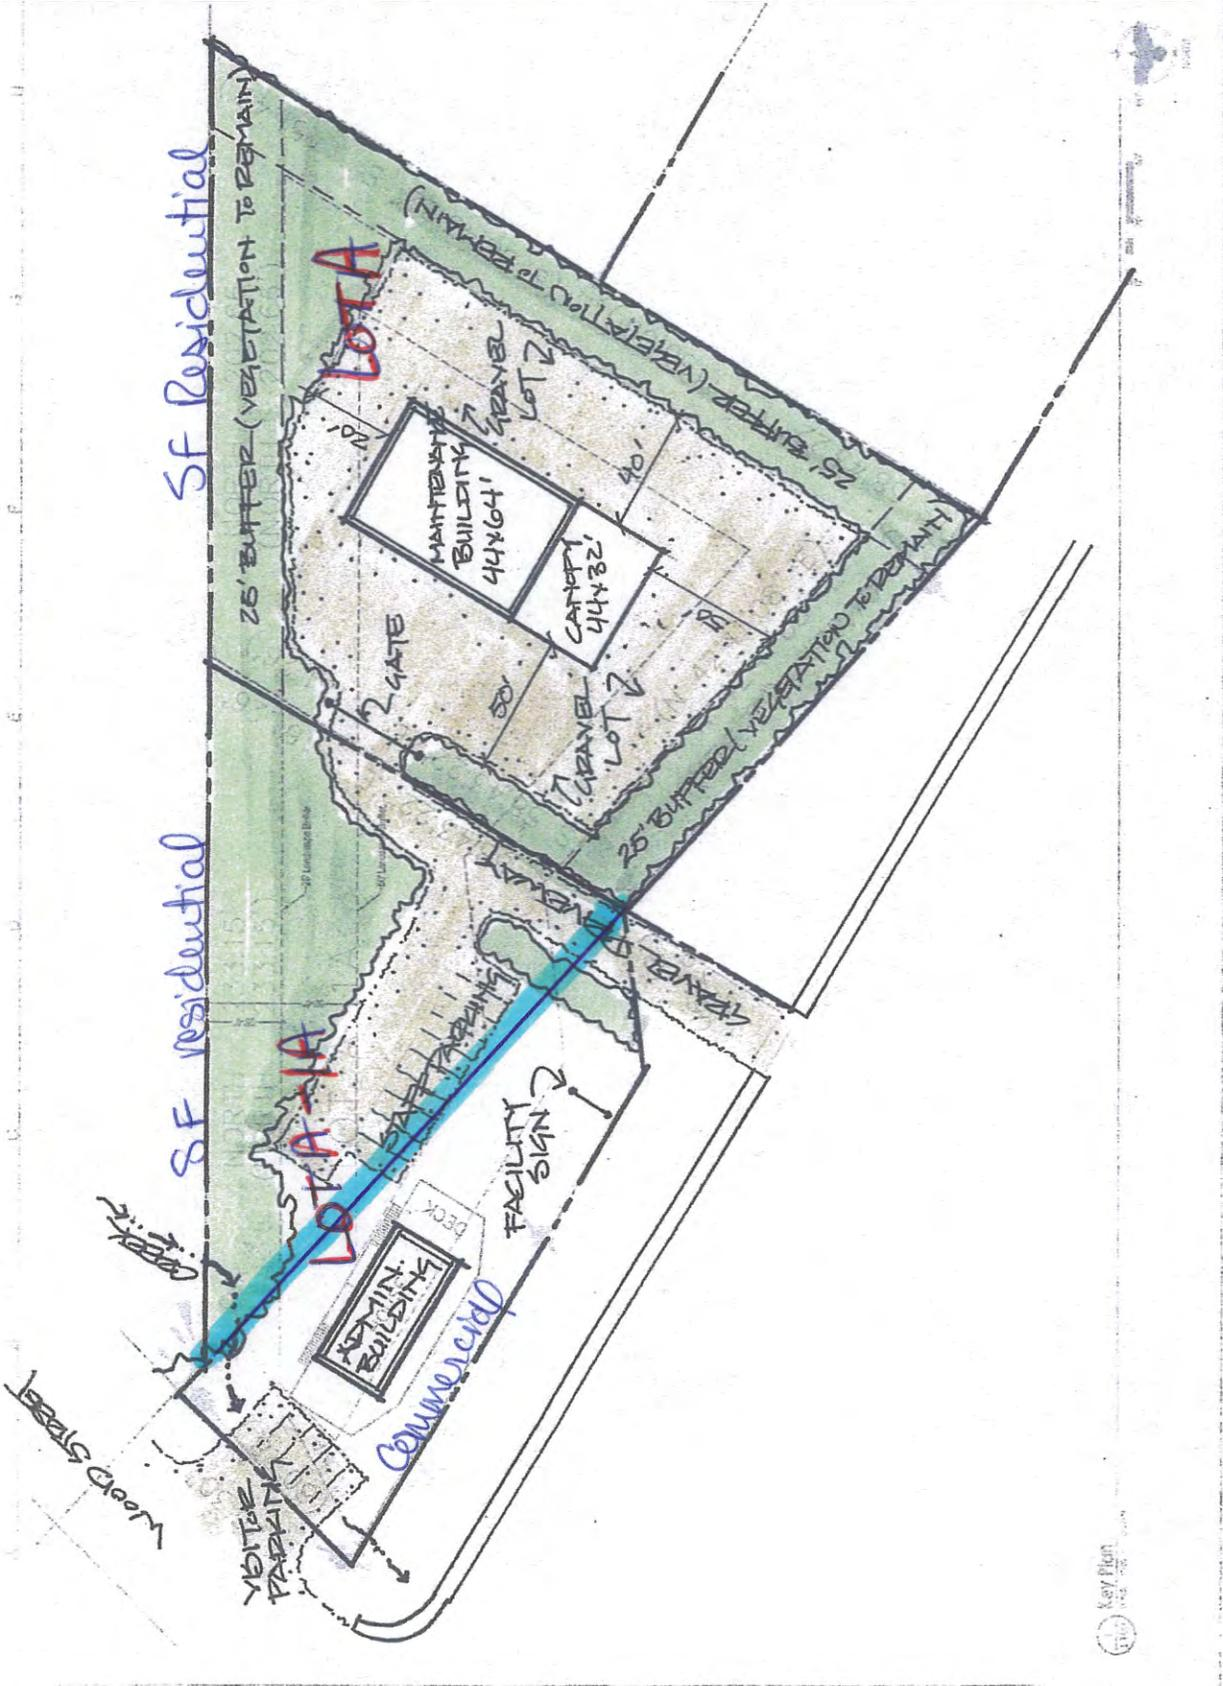 SF Residential
SF residential
25' BUFFER (VEGETATION TO REMAIN)
25' BUFFER (VEGETATION TO REMAIN)
25' BUFFER (VEGETATION TO REMAIN)
LOT A
LOT A-1A
MAINTENANCE
BUILDING
44x64'
CANOPY
44x32'
GRAVEL
LOT
GRAVEL
LOT
40'
50'
GATE
GRAVEL
STAFF PARKING
FACILITY
SIGN
DECK
ADMIN.
BUILDING
Commercial
CREEK
WOOD STREET
VISITOR
PARKING
Key Plan